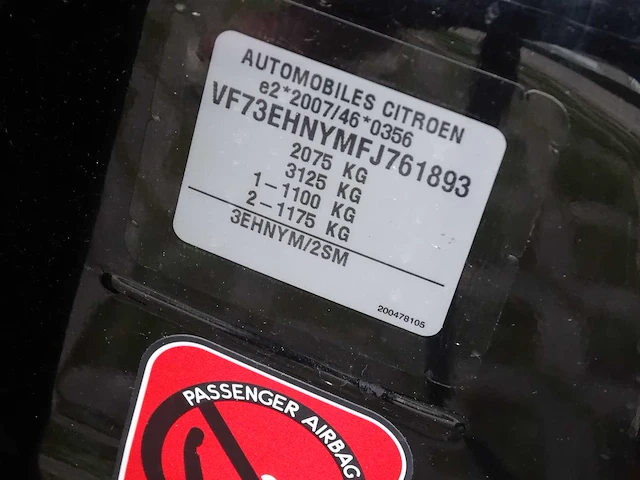 AUTOMOBILES CITROEN
e2*2007/46*0356
VF73EHNYMFJ761893
2075 KG
3125 KG
1-1100 KG
2-1175 KG
3EHNYM/2SM
200478105
PASSENGER AIRBAG